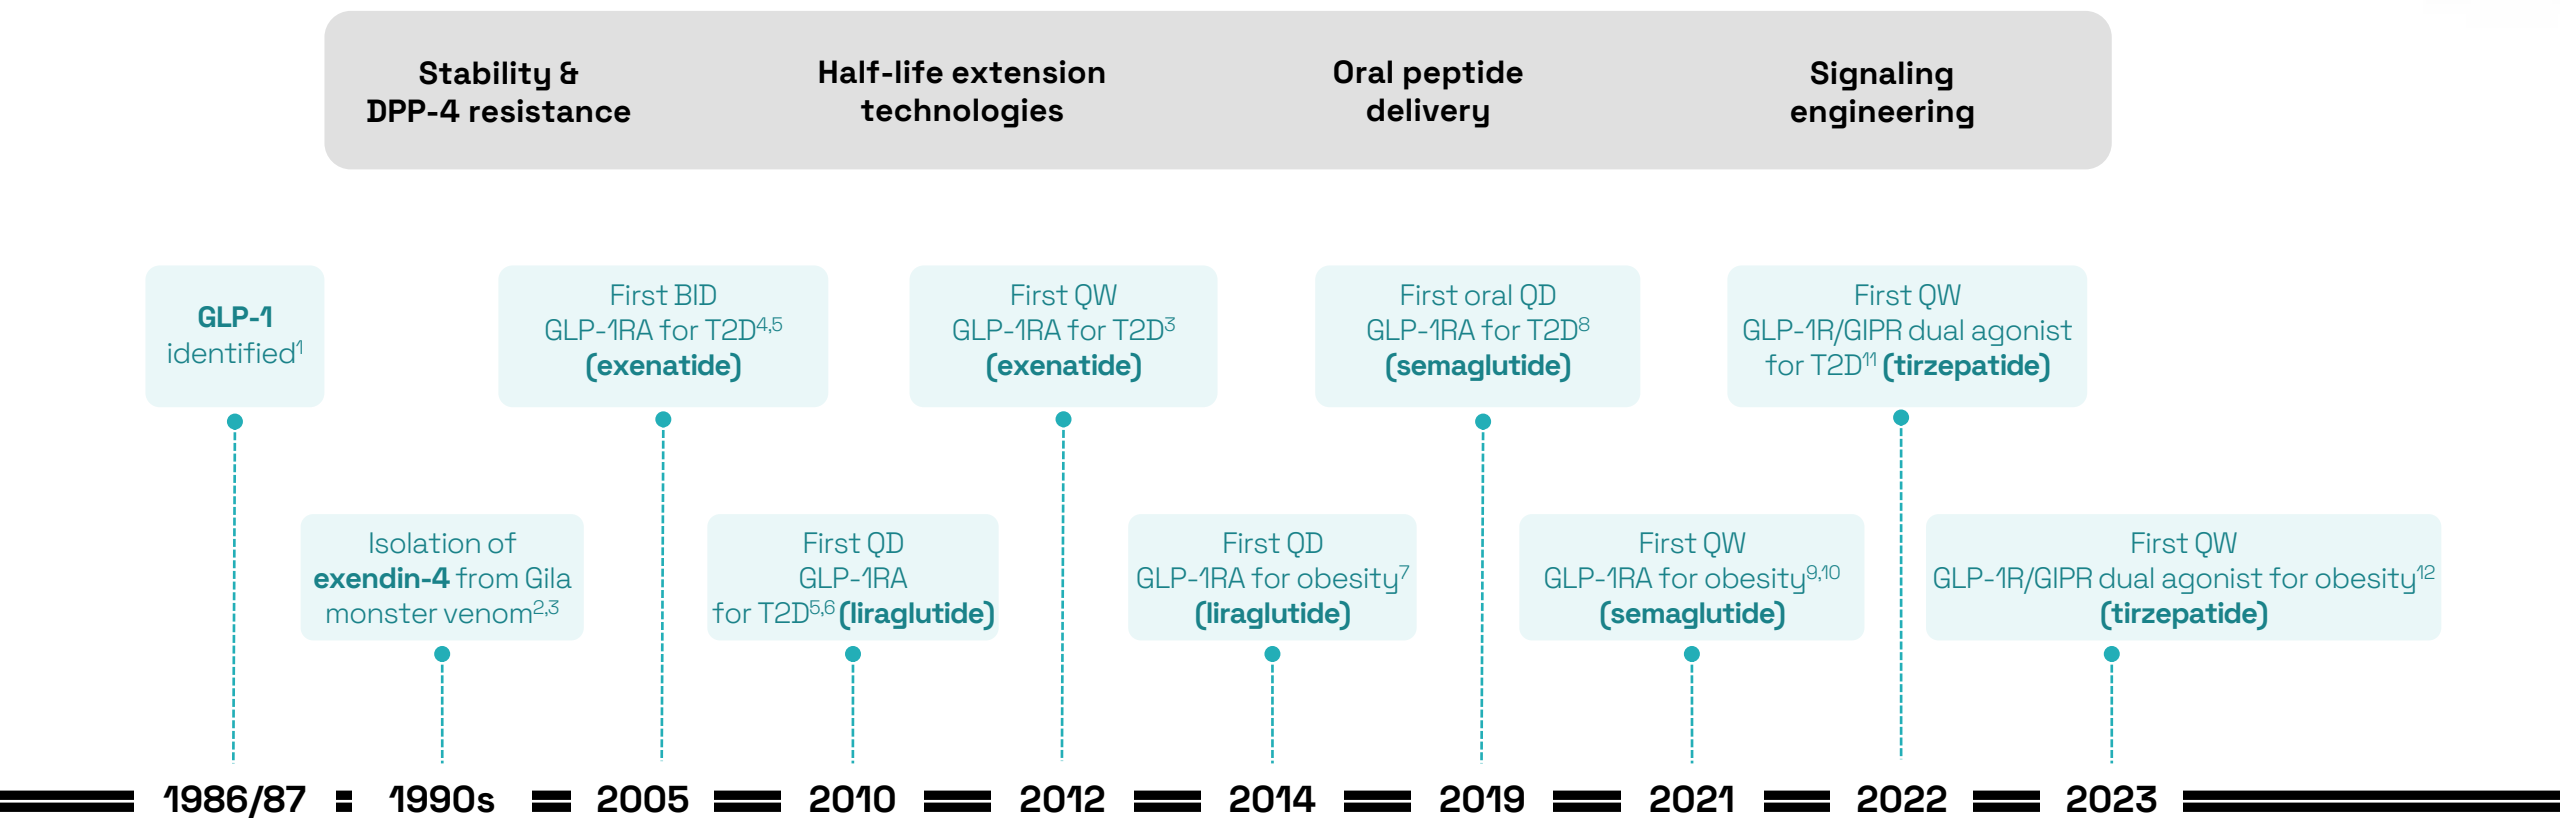 Stability &
DPP-4 resistance
Half-life extension
technologies
Oral peptide
delivery
Signaling
engineering
GLP-1
identified¹
First BID
GLP-1RA for T2D⁴,⁵
(exenatide)
First QW
GLP-1RA for T2D³
(exenatide)
First oral QD
GLP-1RA for T2D⁸
(semaglutide)
First QW
GLP-1R/GIPR dual agonist
for T2D¹¹ (tirzepatide)
Isolation of
exendin-4 from Gila
monster venom²,³
First QD
GLP-1RA
for T2D⁵,⁶ (liraglutide)
First QD
GLP-1RA for obesity⁷
(liraglutide)
First QW
GLP-1RA for obesity⁹,¹⁰
(semaglutide)
First QW
GLP-1R/GIPR dual agonist for obesity¹²
(tirzepatide)
1986/87 1990s 2005 2010 2012 2014 2019 2021 2022 2023